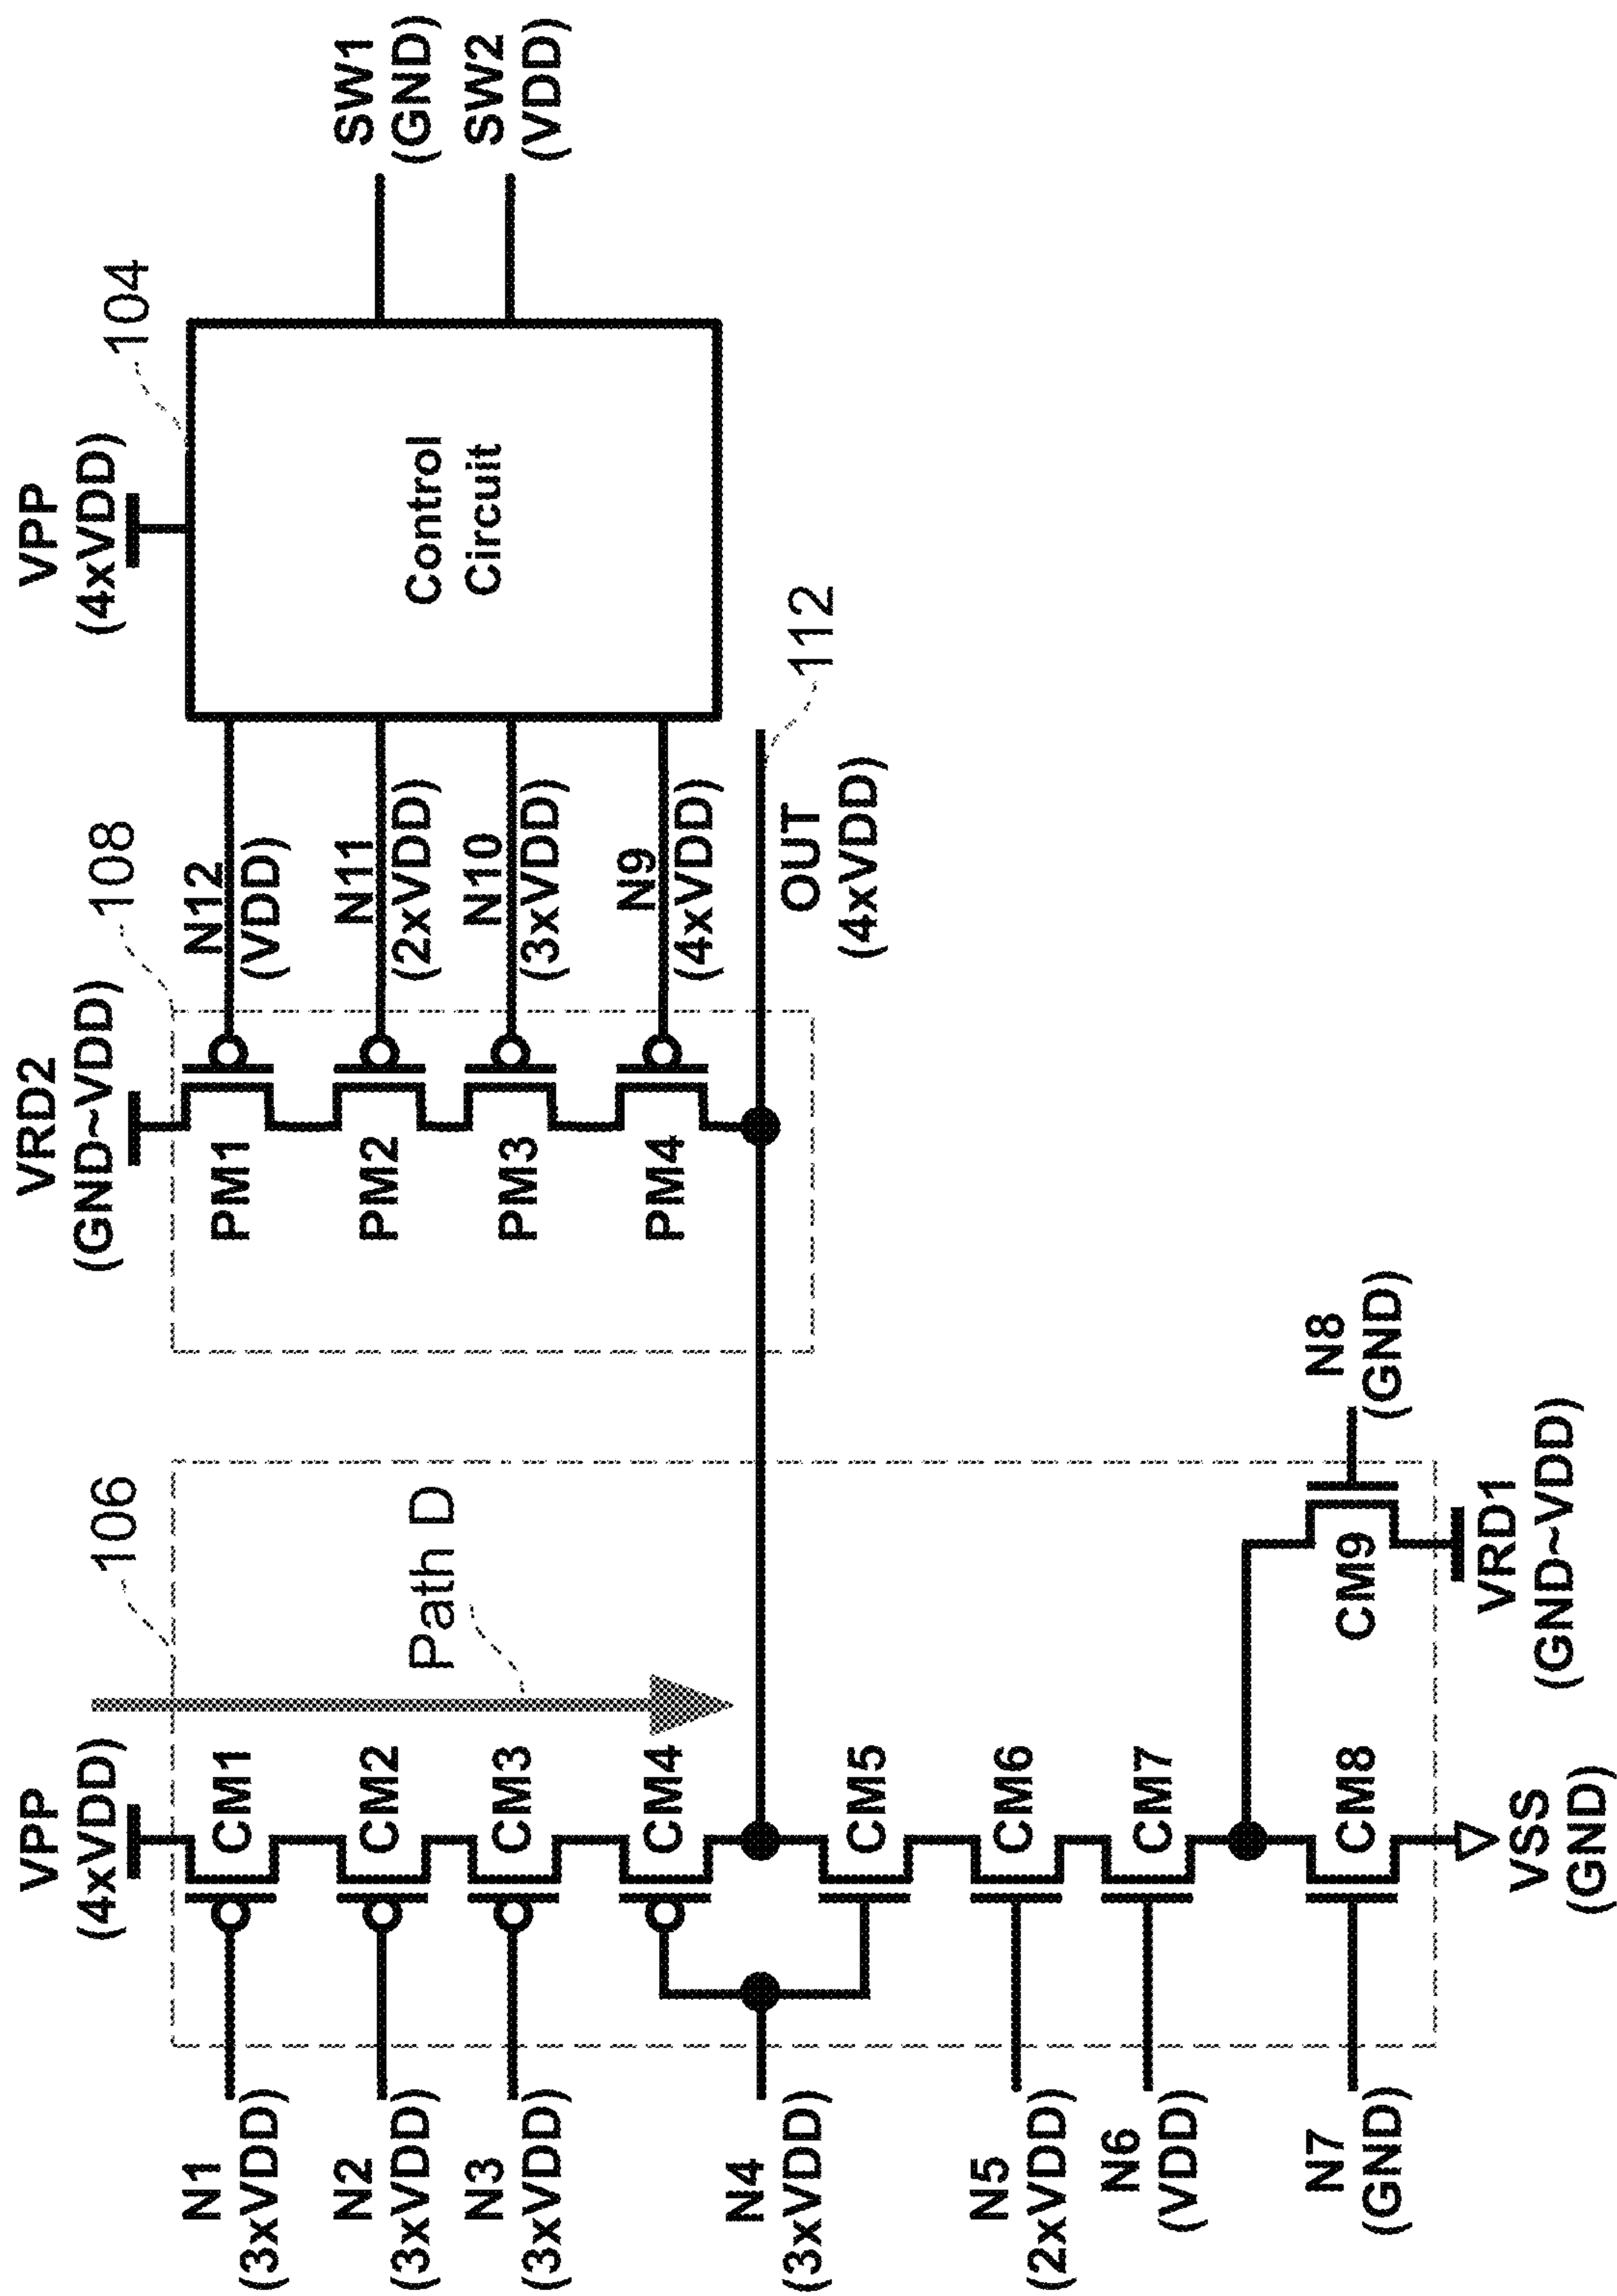 VPP
(4xVDD)
106
Path D
N1
(3xVDD)
CM1
N2
(3xVDD)
CM2
N3
(3xVDD)
CM3
CM4
N4
(3xVDD)
CM5
N5
(2xVDD)
CM6
N6
(VDD)
CM7
N7
(GND)
CM8
VSS
(GND)
CM9
N8
(GND)
VRD1
(GND~VDD)
VRD2
(GND~VDD)
108
PM1
N12
(VDD)
PM2
N11
(2xVDD)
PM3
N10
(3xVDD)
PM4
N9
(4xVDD)
OUT
(4xVDD)
112
VPP
(4xVDD)
104
Control
Circuit
SW1
(GND)
SW2
(VDD)